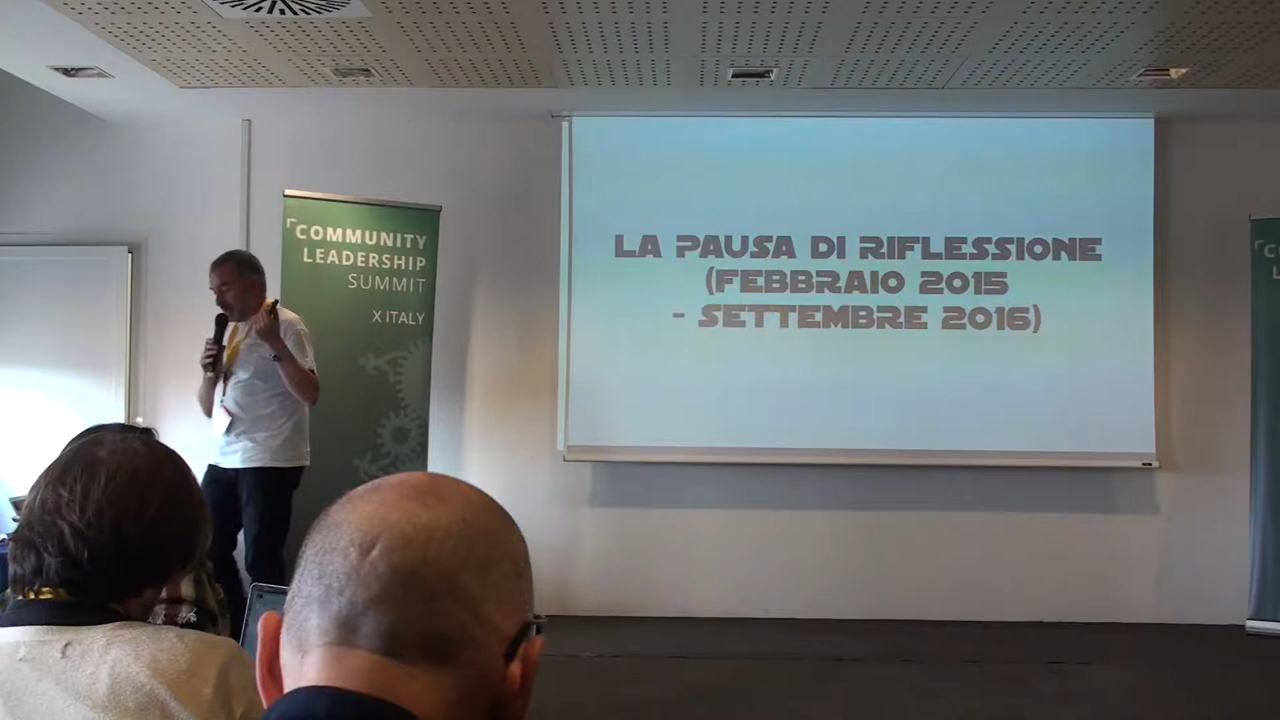 COMMUNITY
LEADERSHIP
SUMMIT
X ITALY
LA PAUSA DI RIFLESSIONE
(FEBBRAIO 2015
- SETTEMBRE 2016)